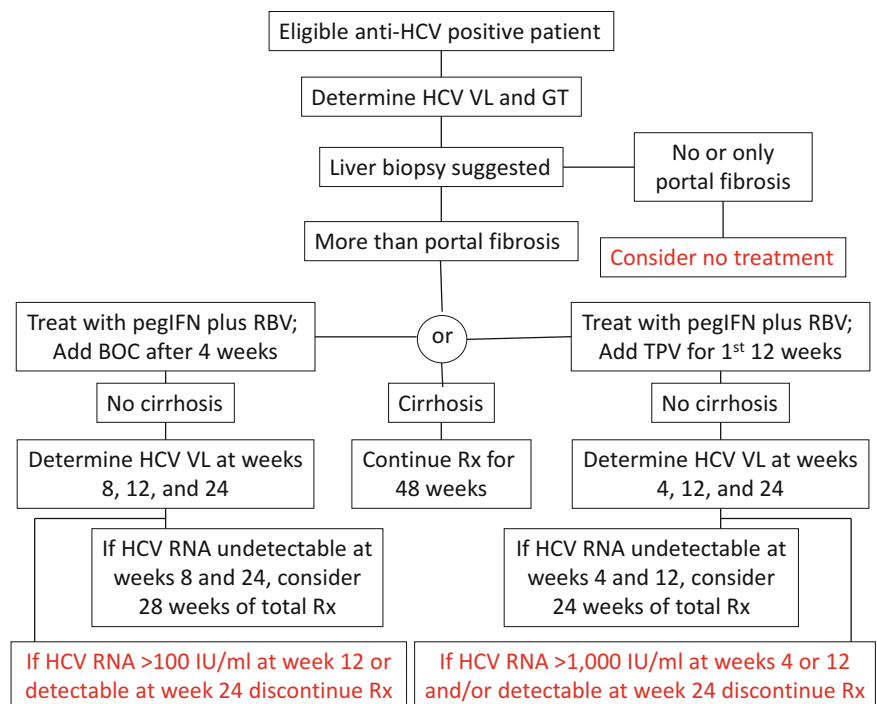 Eligible anti-HCV positive patient
Determine HCV VL and GT
Liver biopsy suggested
No or only
portal fibrosis
More than portal fibrosis
Consider no treatment
Treat with pegIFN plus RBV;
Add BOC after 4 weeks
or
Treat with pegIFN plus RBV;
Add TPV for 1st 12 weeks
No cirrhosis
Cirrhosis
No cirrhosis
Determine HCV VL at weeks
8, 12, and 24
Continue Rx for
48 weeks
Determine HCV VL at weeks
4, 12, and 24
If HCV RNA undetectable at
weeks 8 and 24, consider
28 weeks of total Rx
If HCV RNA undetectable at
weeks 4 and 12, consider
24 weeks of total Rx
If HCV RNA >100 IU/ml at week 12 or
detectable at week 24 discontinue Rx
If HCV RNA >1,000 IU/ml at weeks 4 or 12
and/or detectable at week 24 discontinue Rx